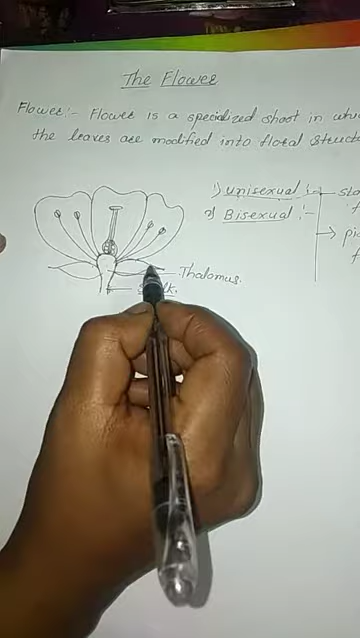 The Flower
Flower:- Flower is a specialized shoot in
the leaves are modified into floral
1) Unisexual :-
2) Bisexual :-
Thalamus.